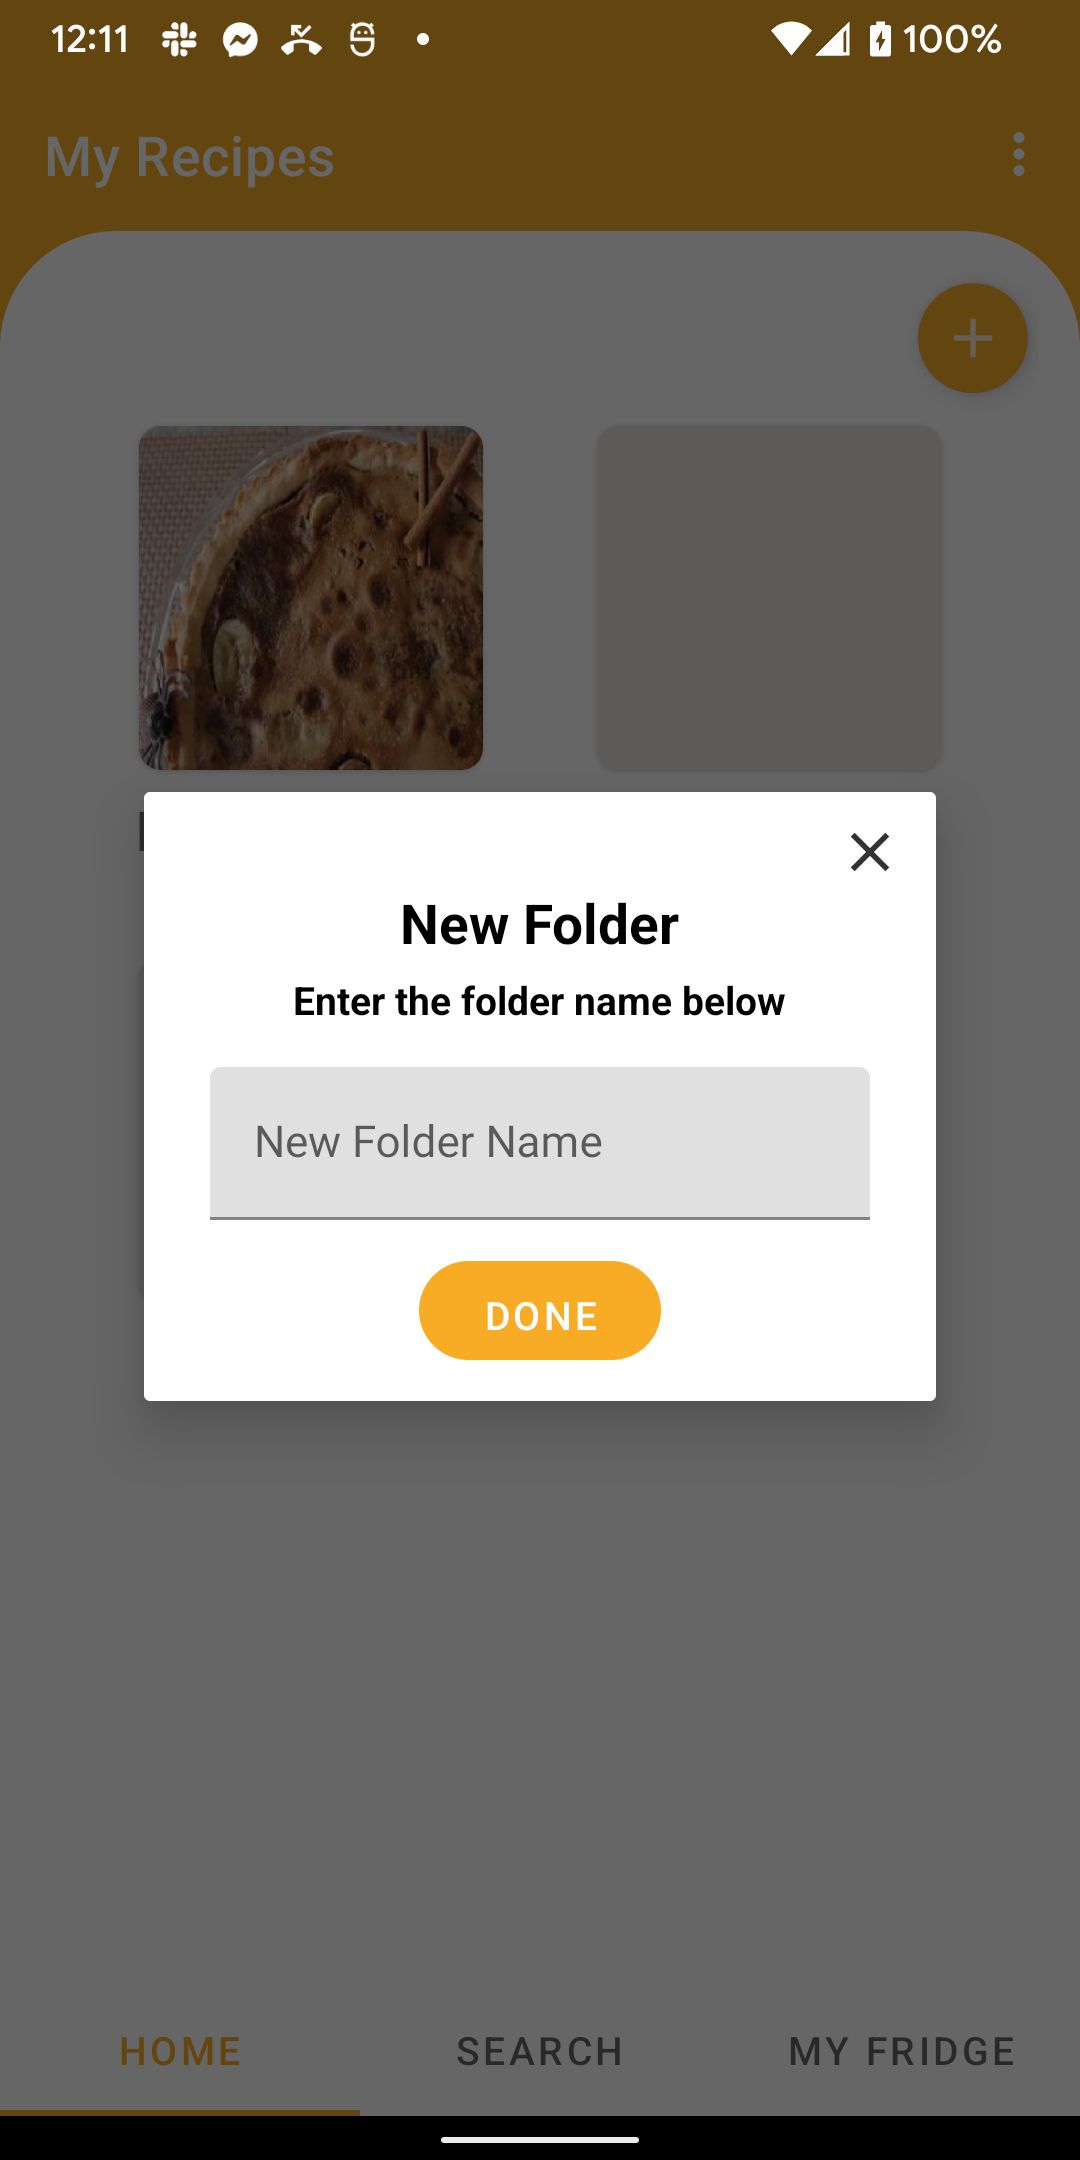 12:11
100%
My Recipes
New Folder
Enter the folder name below
New Folder Name
DONE
HOME
SEARCH
MY FRIDGE